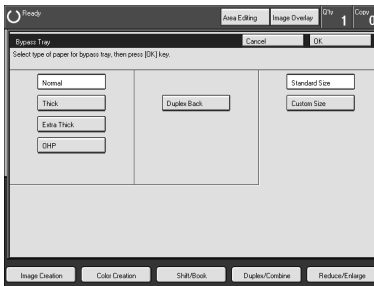 Ready Area Editing Image Overlay Q'ty 1 Copy 0
Bypass Tray Cancel OK
Select type of paper for bypass tray, then press [OK] key.
Normal Standard Size
Thick Duplex Back Custom Size
Extra Thick
OHP
Image Creation Color Creation Shift/Book Duplex/Combine Reduce/Enlarge